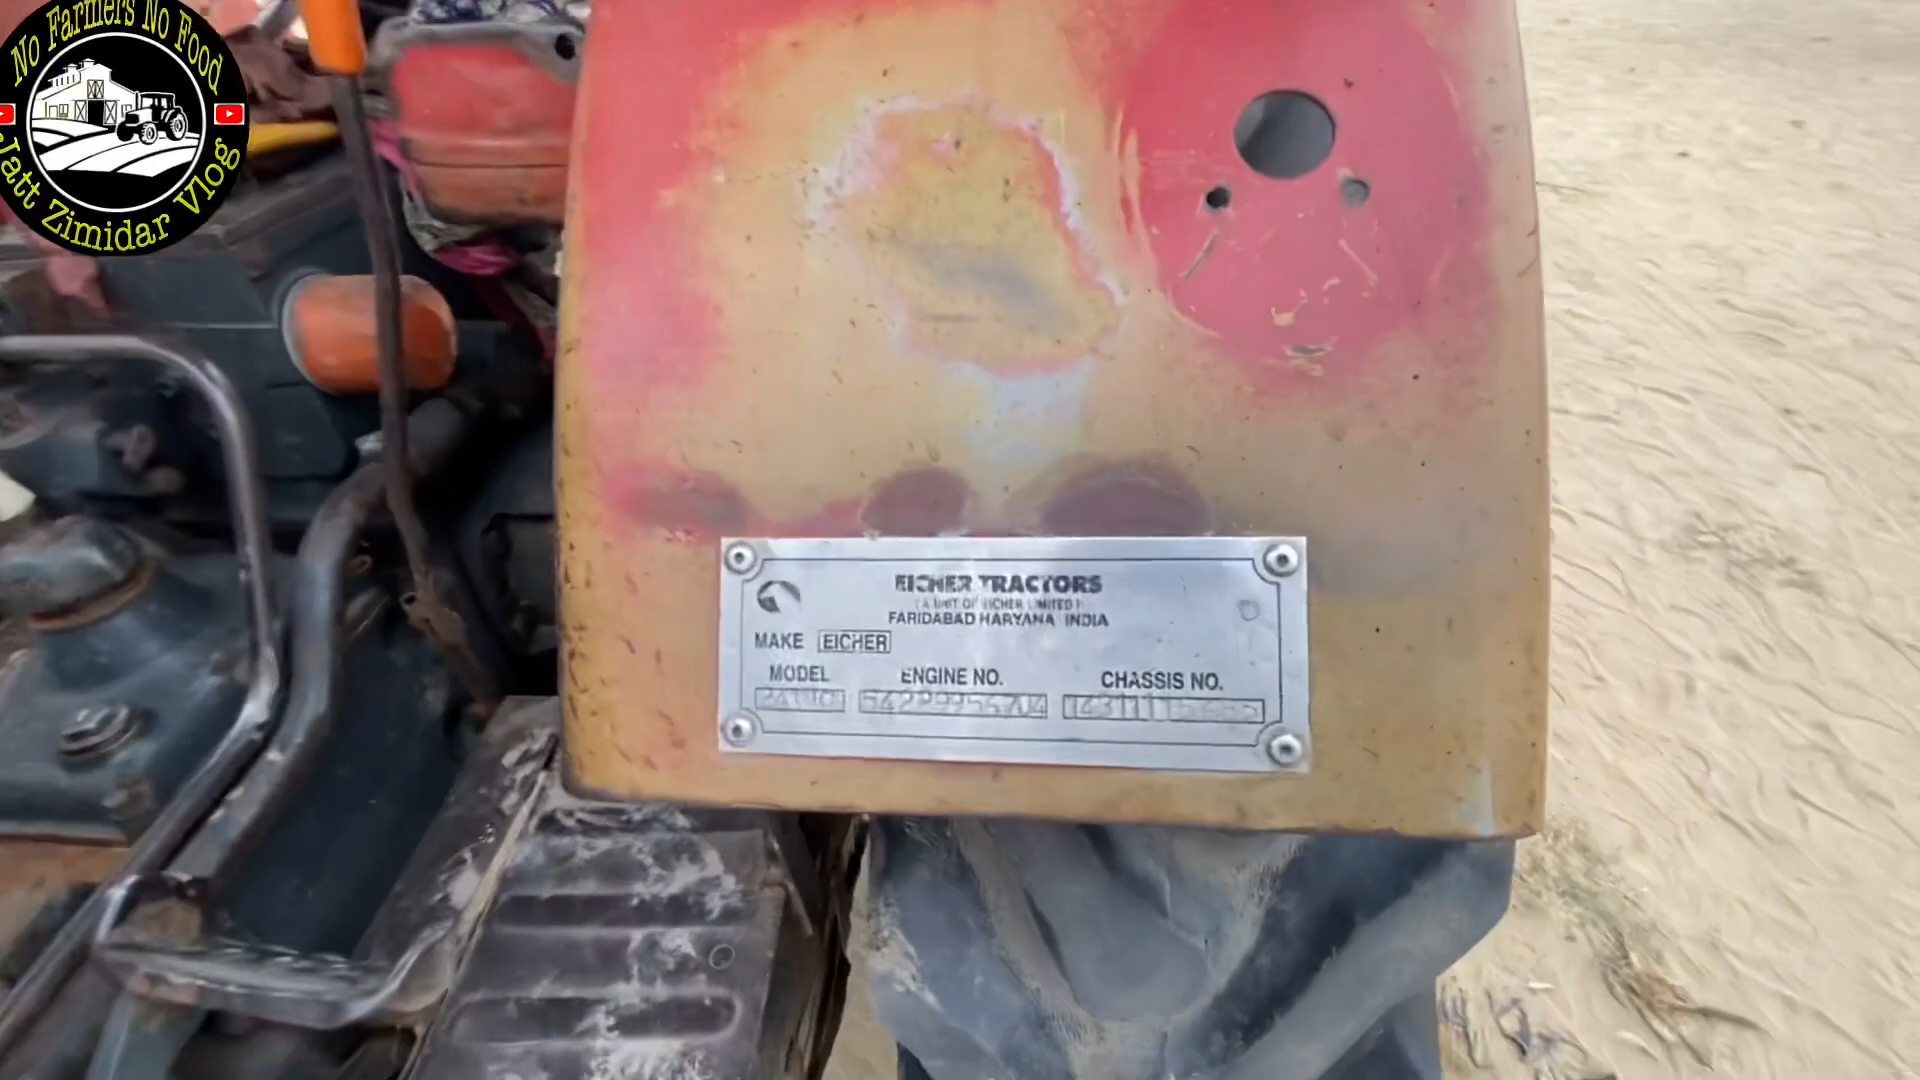 No Farmers No Food
Jatt Zimidar Vlog
EICHER TRACTORS
( A UNIT OF EICHER LIMITED )
FARIDABAD HARYANA INDIA
MAKE EICHER
MODEL ENGINE NO. CHASSIS NO.